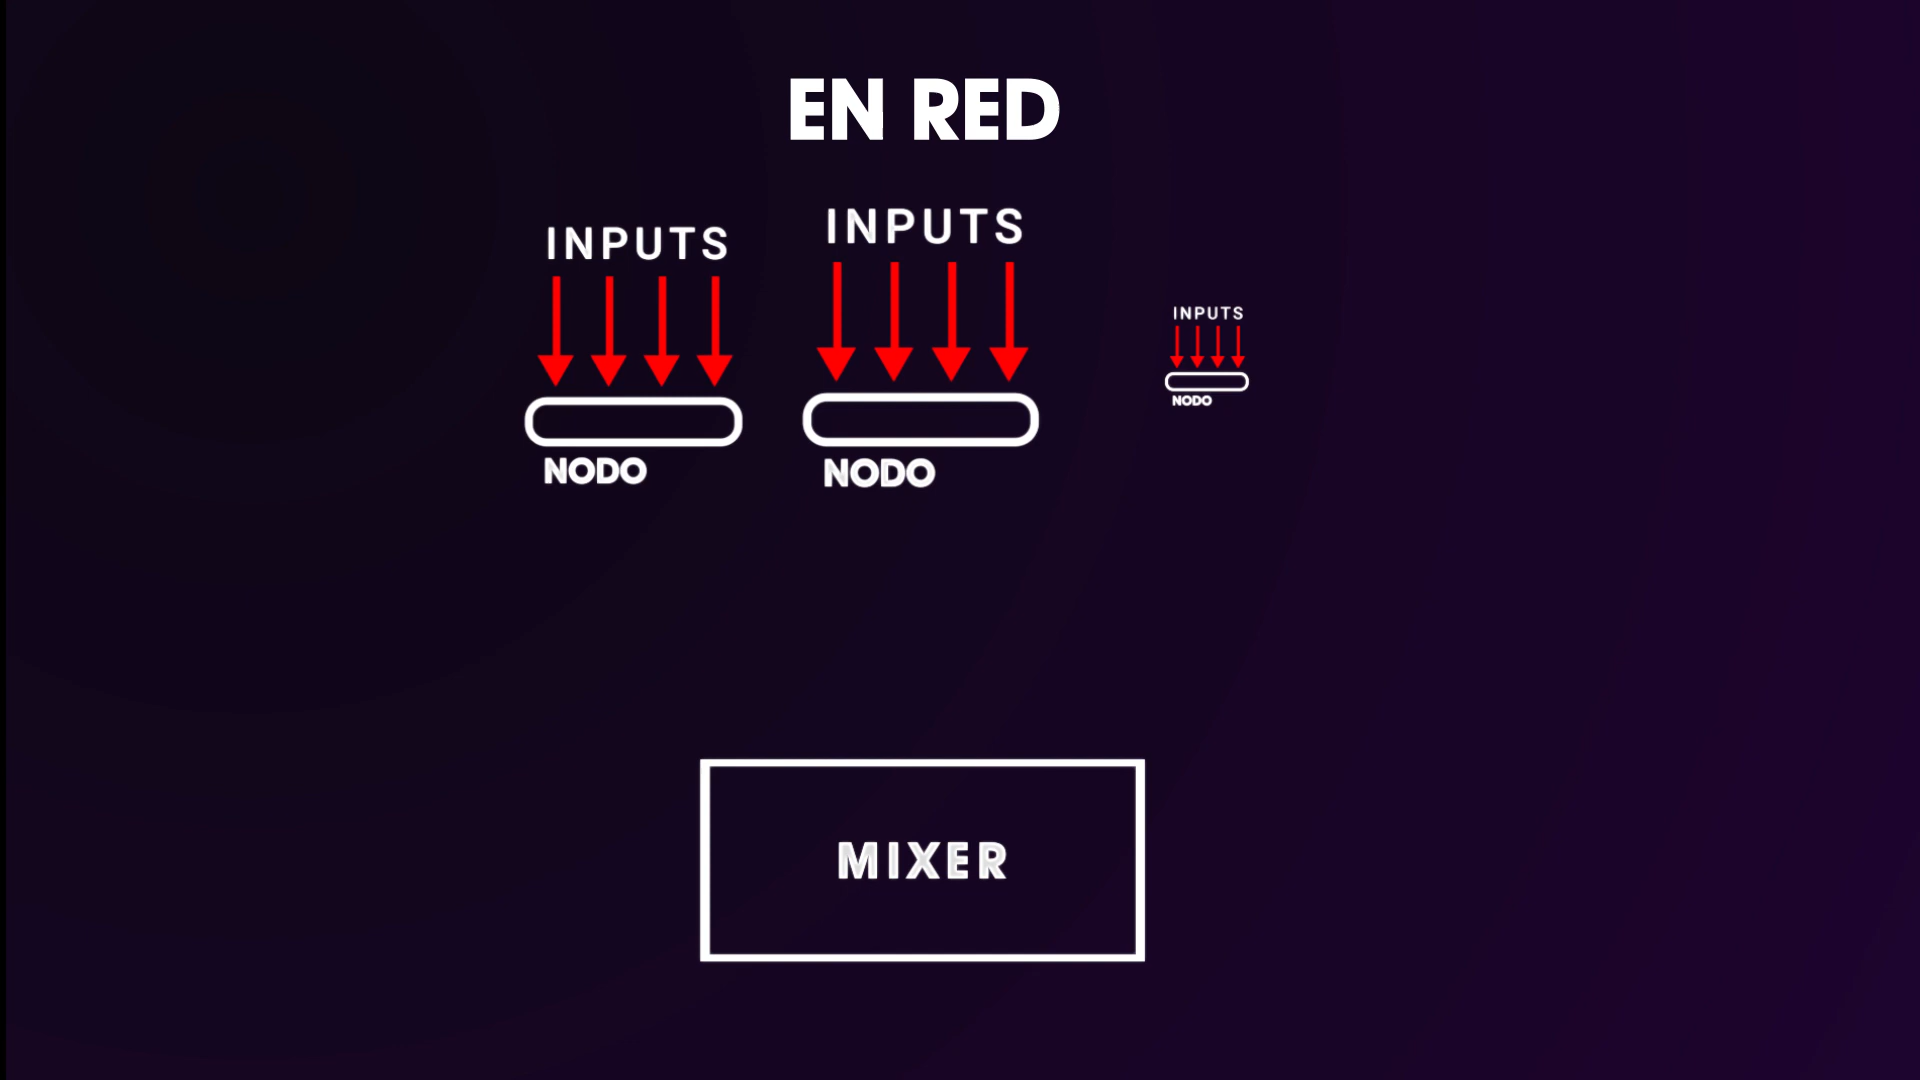 EN RED
INPUTS
NODO
INPUTS
NODO
INPUTS
NODO
MIXER